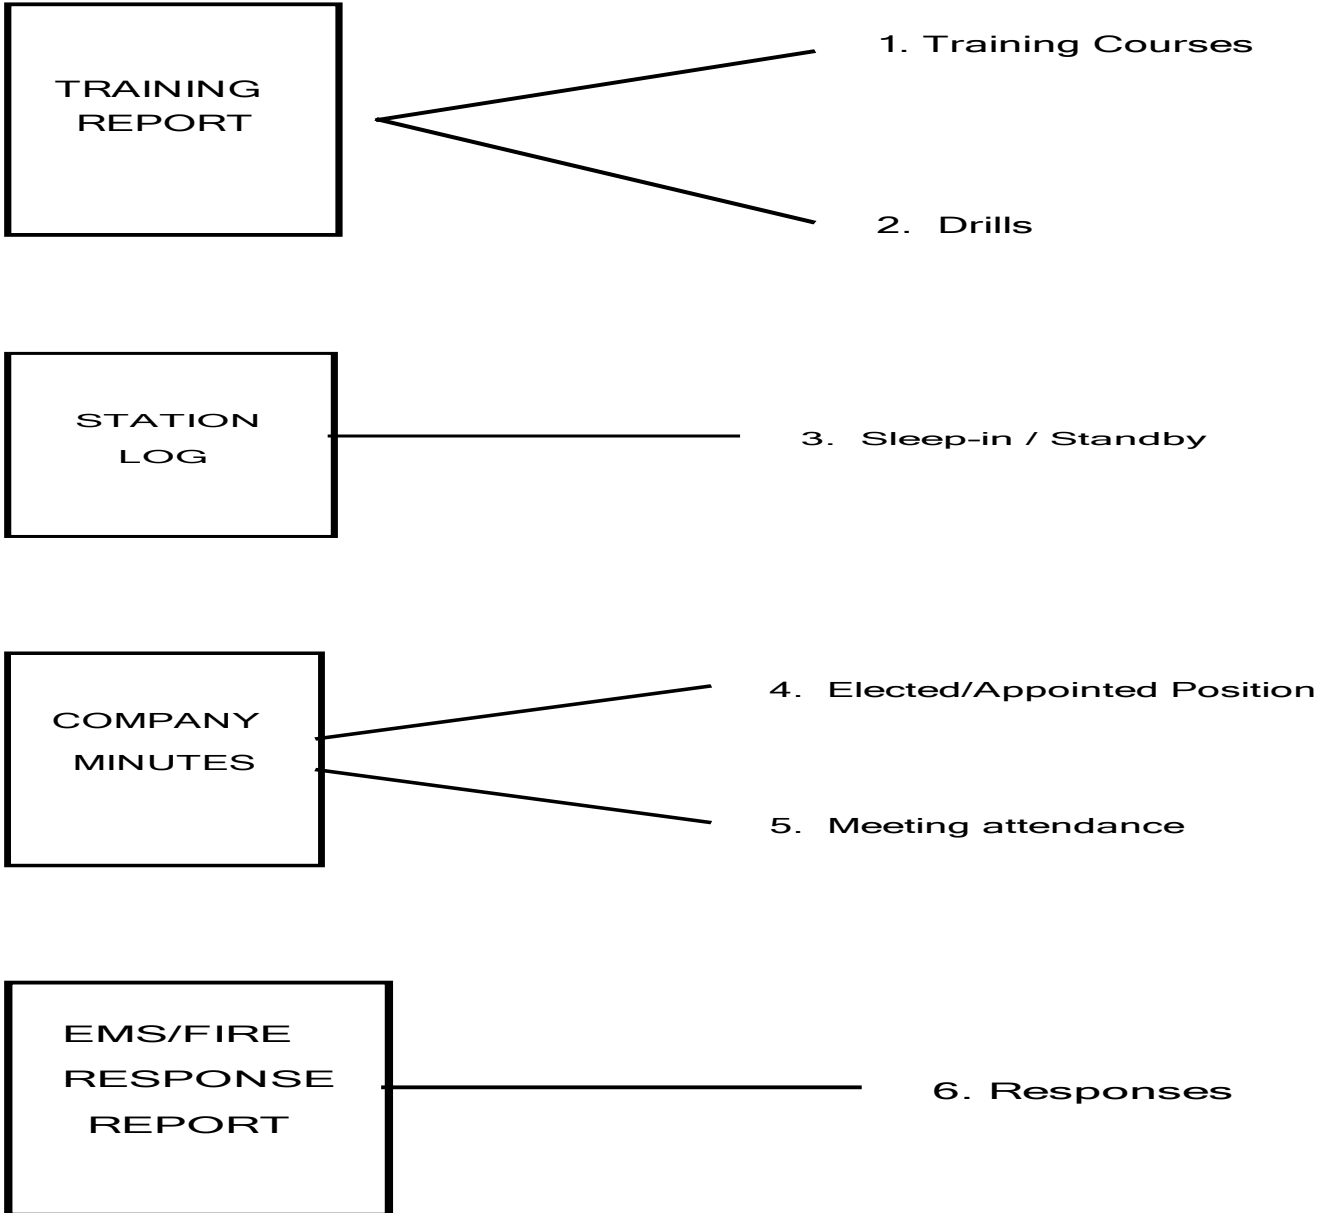 TRAINING
REPORT
1. Training Courses
2. Drills
STATION
LOG
3. Sleep-in / Standby
COMPANY
MINUTES
4. Elected/Appointed Position
5. Meeting attendance
EMS/FIRE
RESPONSE
REPORT
6. Responses